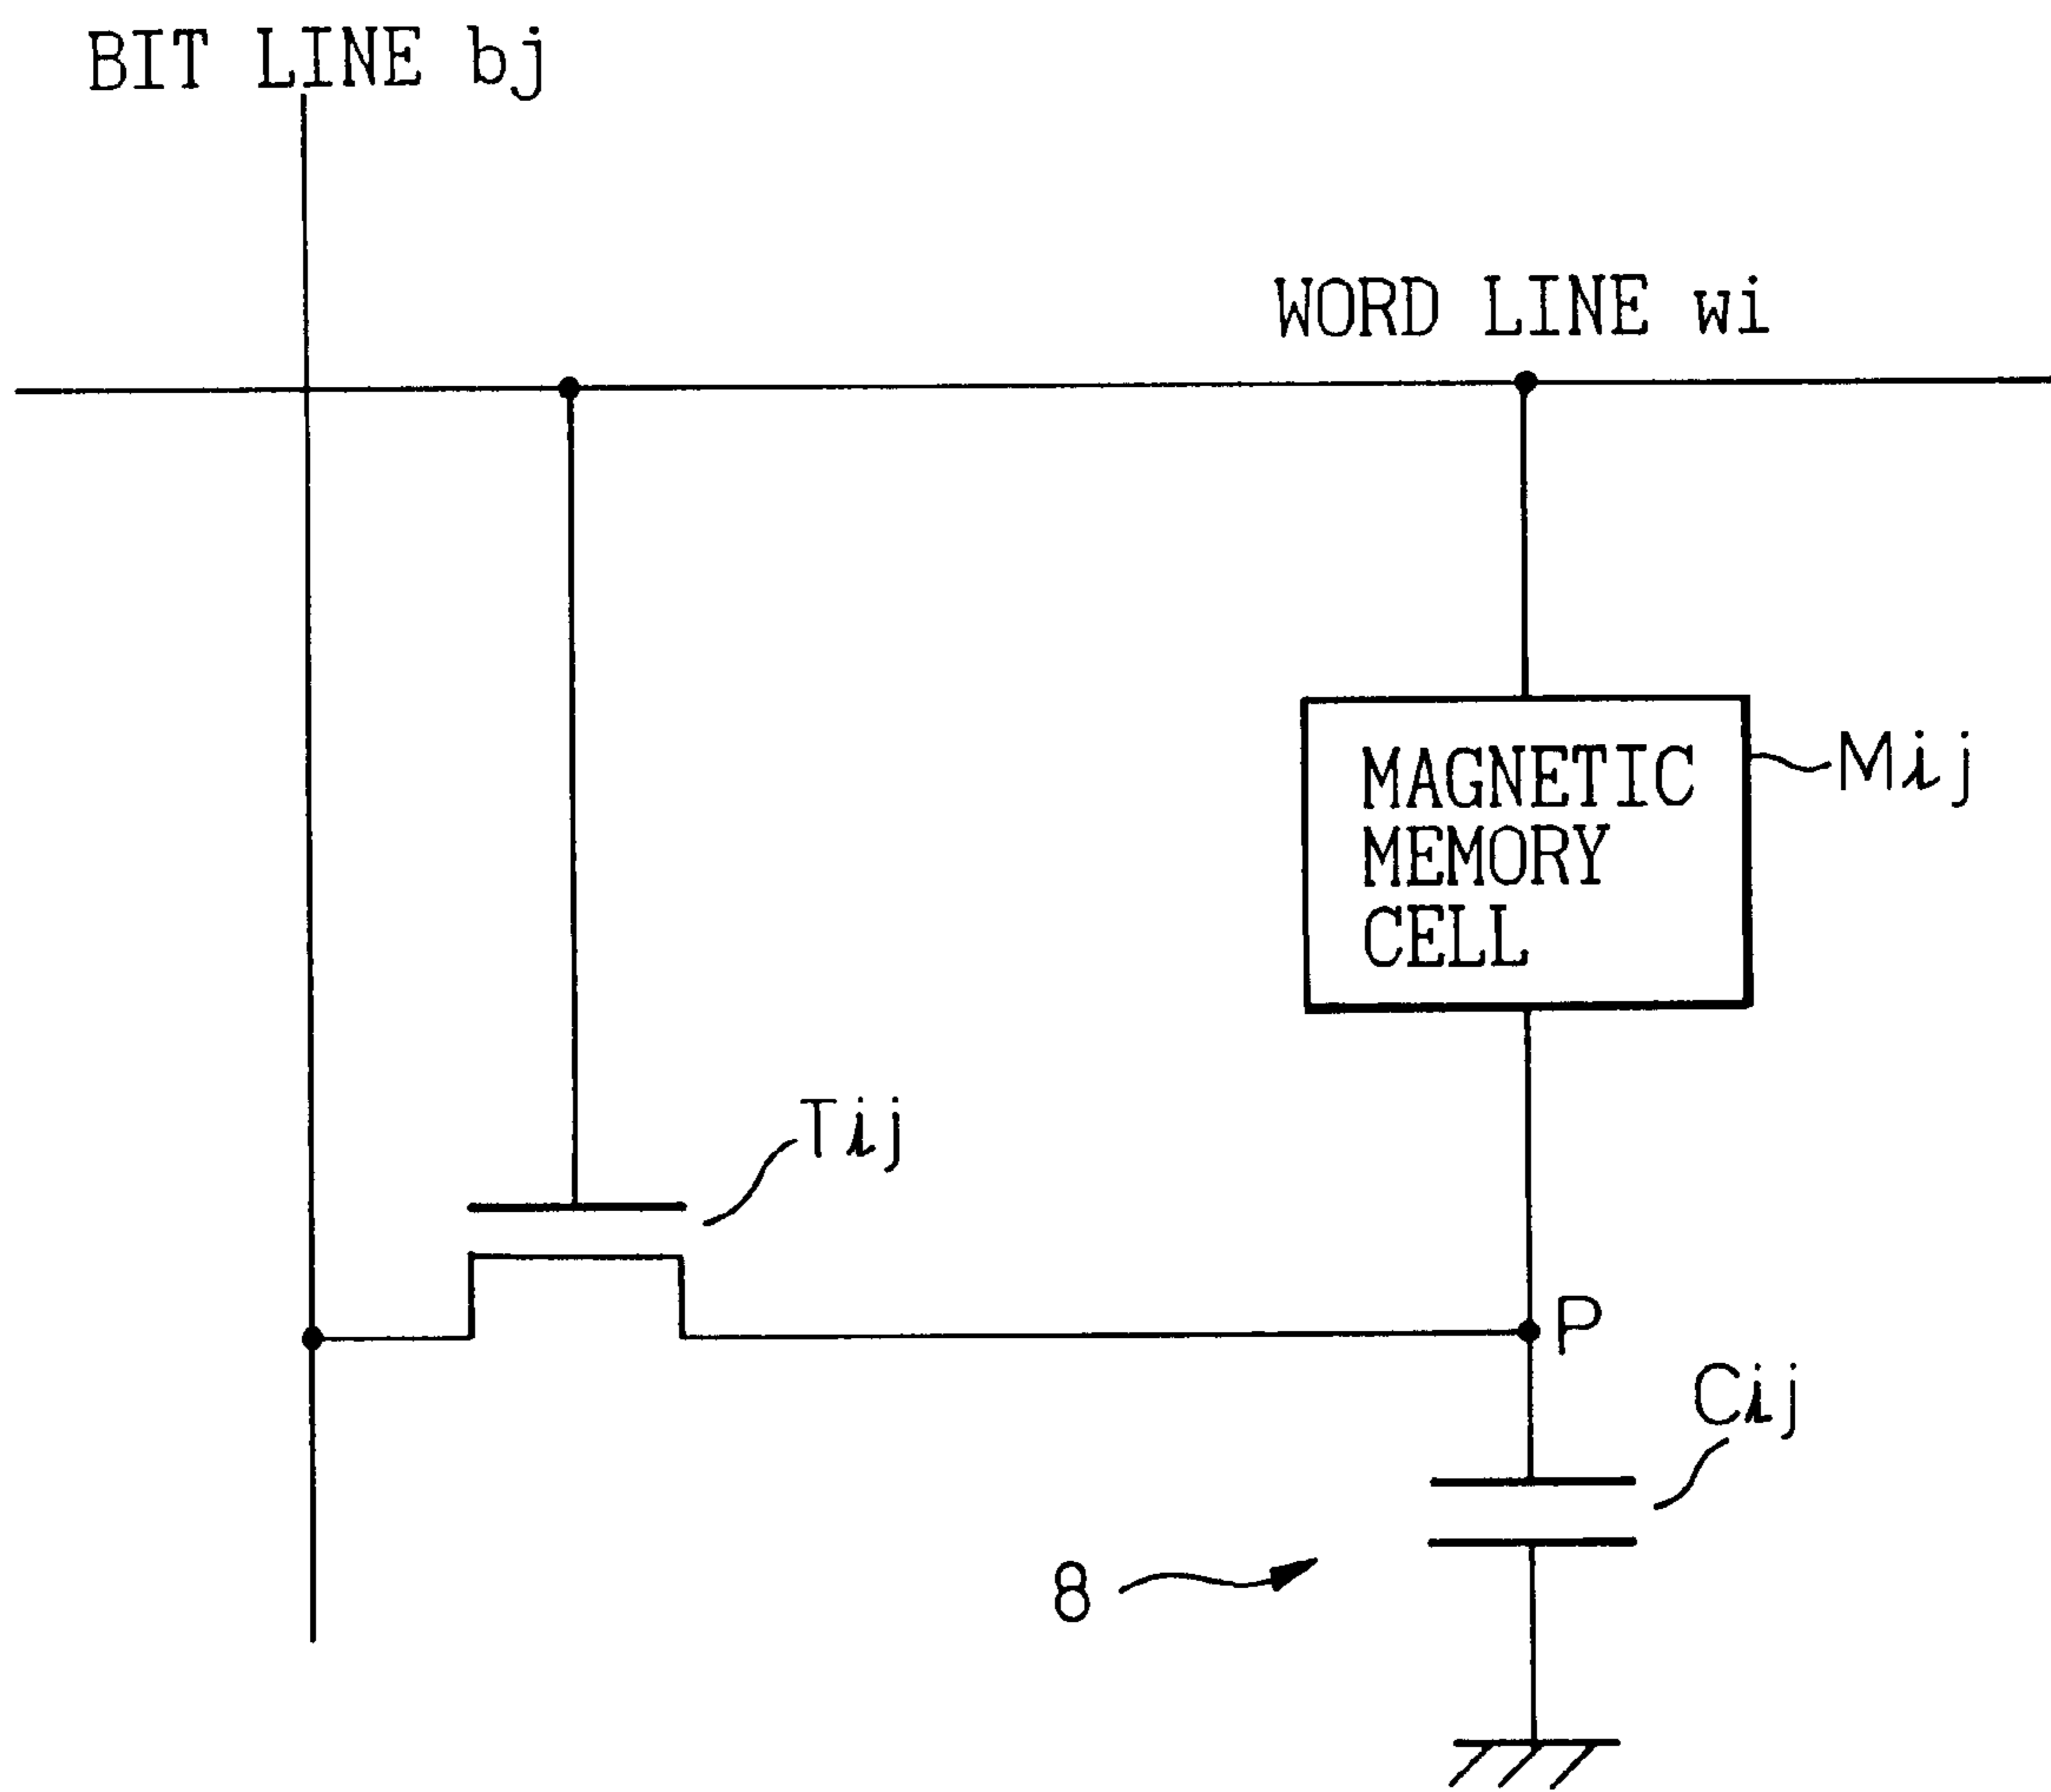 BIT LINE bj
WORD LINE wi
MAGNETIC
MEMORY
CELL
Mij
Tij
P
Cij
8